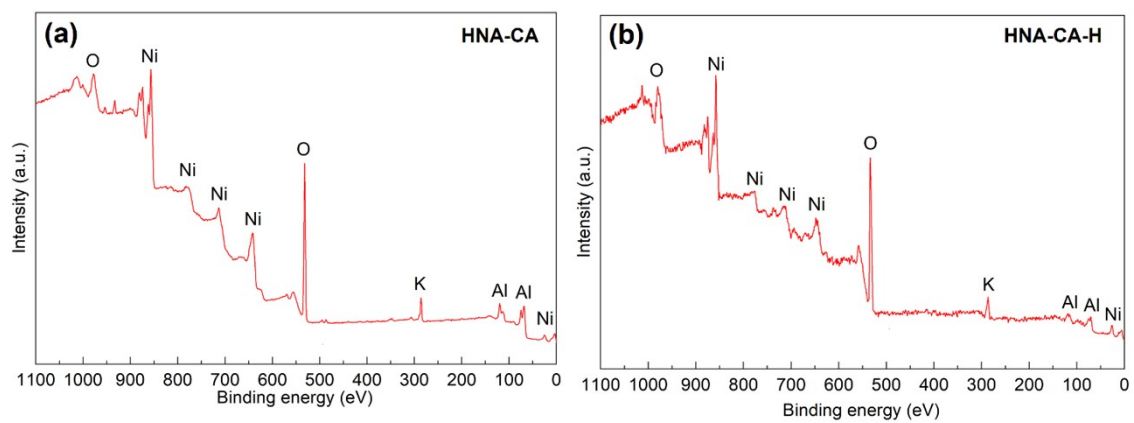 (a)
HNA-CA
O
Ni
Ni
Ni
Ni
O
K
Al
Al
Ni
Intensity (a.u.)
1100 1000 900 800 700 600 500 400 300 200 100 0
Binding energy (eV)
(b)
HNA-CA-H
O
Ni
Ni
Ni
Ni
O
K
Al
Al
Ni
Intensity (a.u.)
1100 1000 900 800 700 600 500 400 300 200 100 0
Binding energy (eV)